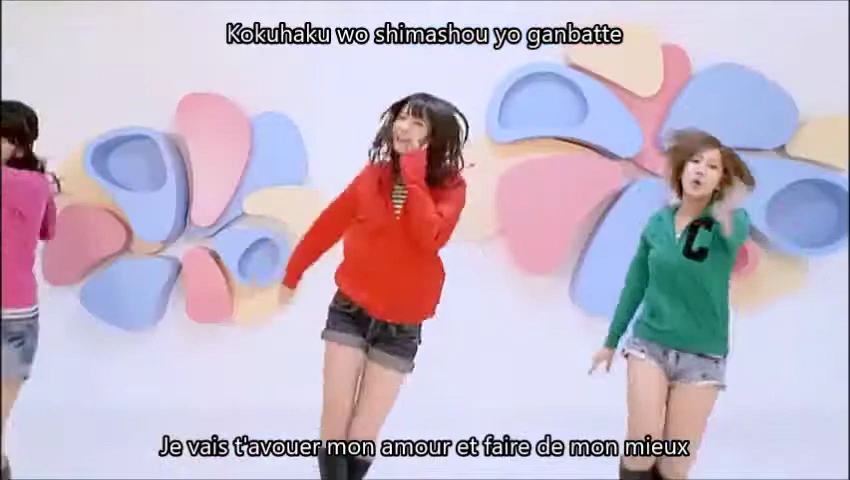 Kokuhaku wo shimashou yo ganbatte
C
Je vais t'avouer mon amour et faire de mon mieux